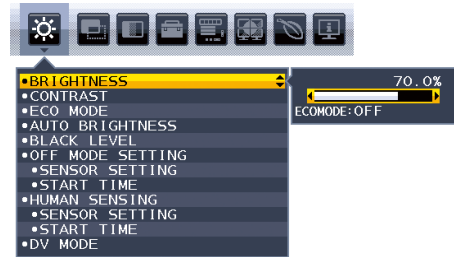 •BRIGHTNESS
•CONTRAST
•ECO MODE
•AUTO BRIGHTNESS
•BLACK LEVEL
•OFF MODE SETTING
•SENSOR SETTING
•START TIME
•HUMAN SENSING
•SENSOR SETTING
•START TIME
•DV MODE
70.0%
ECOMODE:OFF